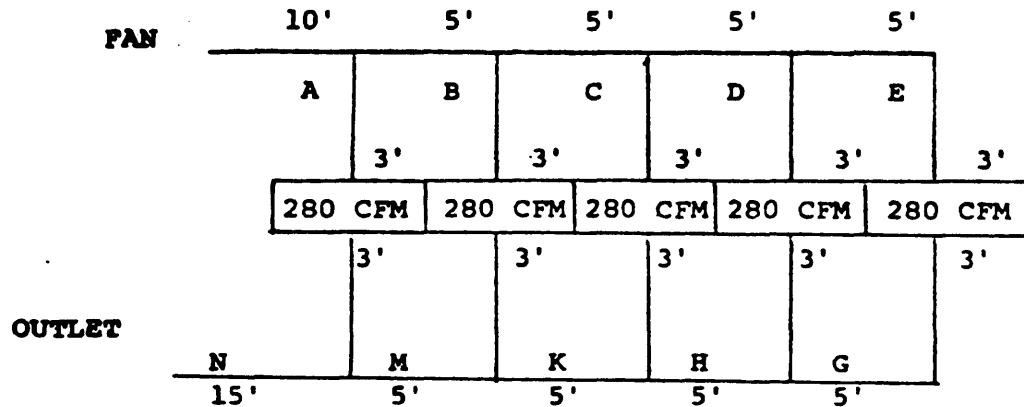 10' 5' 5' 5' 5'
FAN
A B C D E
3' 3' 3' 3' 3'
280 CFM 280 CFM 280 CFM 280 CFM 280 CFM
3' 3' 3' 3' 3'
OUTLET
N M K H G
15' 5' 5' 5' 5'